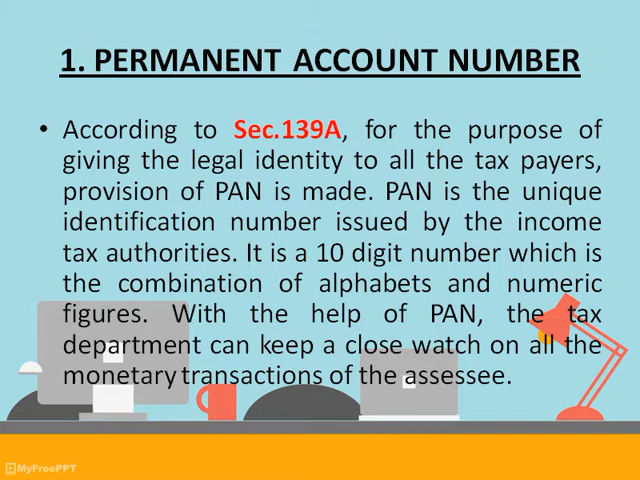 1. PERMANENT ACCOUNT NUMBER
• According to Sec.139A, for the purpose of
giving the legal identity to all the tax payers,
provision of PAN is made. PAN is the unique
identification number issued by the income
tax authorities. It is a 10 digit number which is
the combination of alphabets and numeric
figures. With the help of PAN, the tax
department can keep a close watch on all the
monetary transactions of the assessee.
MyFreePPT